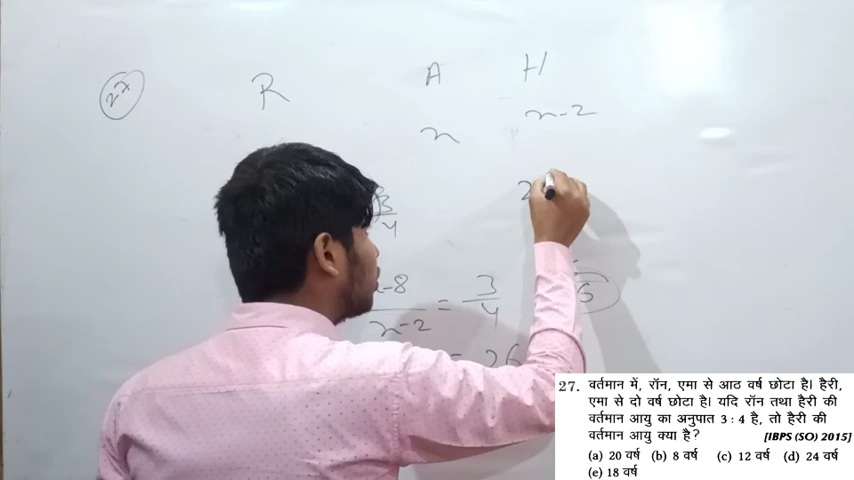 27 R A H
x x-2
3
4
-8
x-2
=
3
4
= 26
27. वर्तमान में, रॉन, एमा से आठ वर्ष छोटा है। हैरी,
एमा से दो वर्ष छोटा है। यदि रॉन तथा हैरी की
वर्तमान आयु का अनुपात 3 : 4 है, तो हैरी की
वर्तमान आयु क्या है?
[IBPS (SO) 2015]
(a) 20 वर्ष (b) 8 वर्ष (c) 12 वर्ष (d) 24 वर्ष
(e) 18 वर्ष